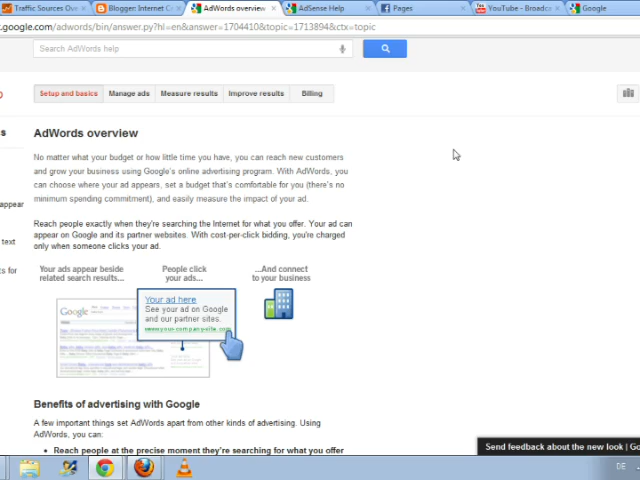 Traffic Sources Ove
Blogger: Internet C
AdWords overview
AdSense Help
Pages
YouTube - Broadc
Google
.google.com/adwords/bin/answer.py?hl=en&answer=1704410&topic=1713894&ctx=topic
Search AdWords help
Setup and basics
Manage ads
Measure results
Improve results
Billing
AdWords overview
No matter what your budget or how little time you have, you can reach new customers
and grow your business using Google's online advertising program. With AdWords, you
can choose where your ad appears, set a budget that's comfortable for you (there's no
minimum spending commitment), and easily measure the impact of your ad.
appear
Reach people exactly when they're searching the Internet for what you offer. Your ad can
appear on Google and its partner websites. With cost-per-click bidding, you're charged
only when someone clicks your ad.
text
s for
Your ads appear beside
related search results...
People click
your ads...
...And connect
to your business
Google
Your ad here
See your ad on Google
and our partner sites.
www.your-company-site.com
Benefits of advertising with Google
A few important things set AdWords apart from other kinds of advertising. Using
AdWords, you can:
Reach people at the precise moment they're searching for what you offer
Send feedback about the new look | Go
DE